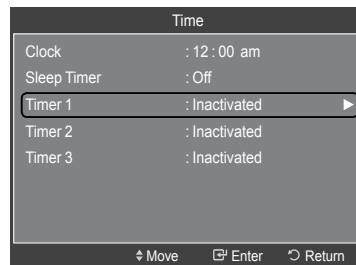 Time
Clock : 12 : 00 am
Sleep Timer : Off
Timer 1 : Inactivated
Timer 2 : Inactivated
Timer 3 : Inactivated
Move Enter Return